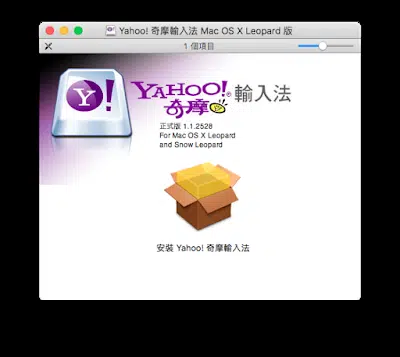 Yahoo! 奇摩輸入法 Mac OS X Leopard 版
1 個項目
Y!
YAHOO!® 奇摩 輸入法
正式版 1.1.2528
For Mac OS X Leopard
and Snow Leopard
安裝 Yahoo! 奇摩輸入法